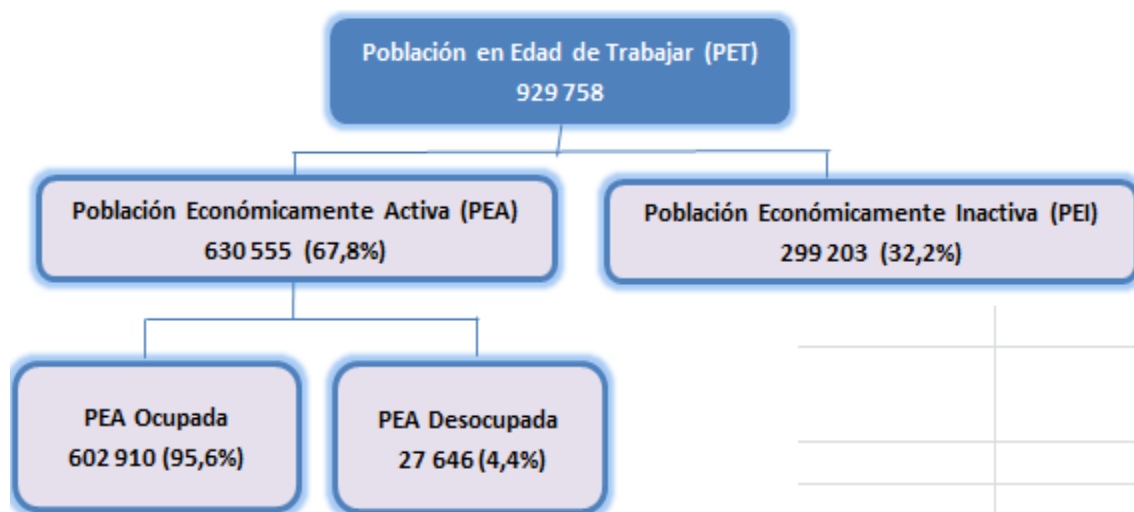 Población en Edad de Trabajar (PET)
929 758
Población Económicamente Activa (PEA)
630 555 (67,8%)
Población Económicamente Inactiva (PEI)
299 203 (32,2%)
PEA Ocupada
602 910 (95,6%)
PEA Desocupada
27 646 (4,4%)